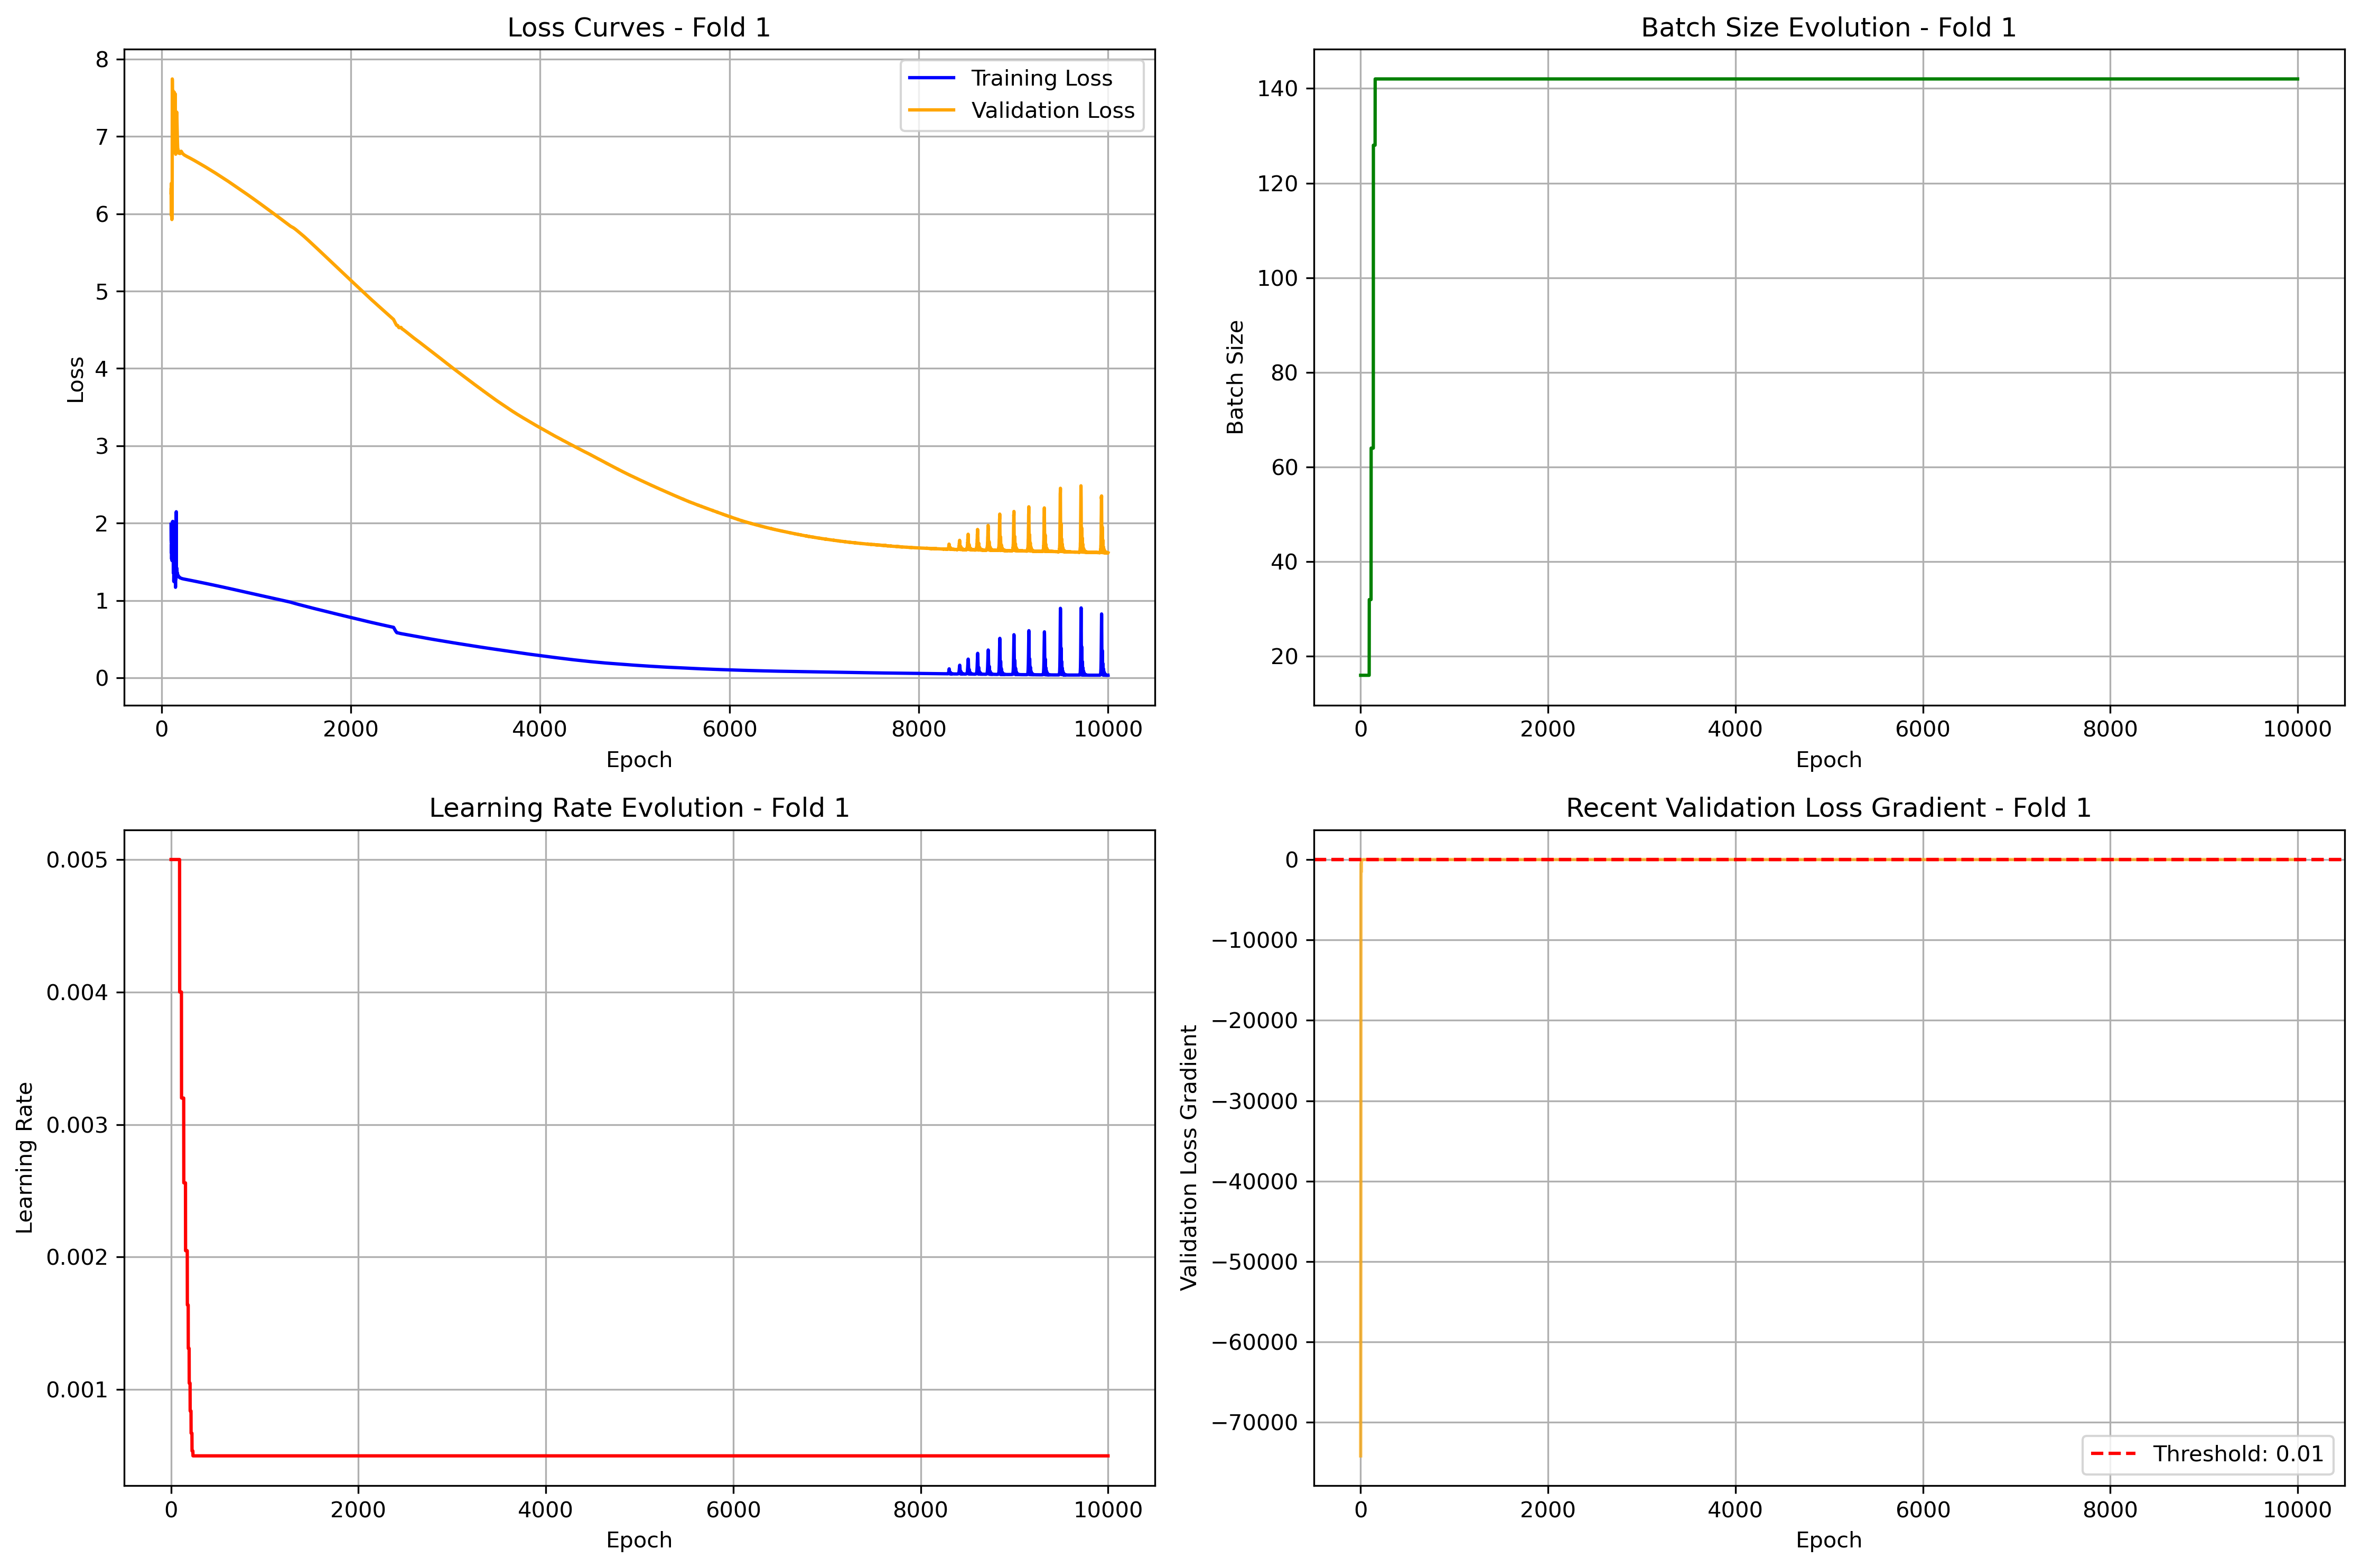 Loss Curves - Fold 1
8
7
6
5
4
3
2
1
0
Loss
Training Loss
Validation Loss
0 2000 4000 6000 8000 10000
Epoch
Batch Size Evolution - Fold 1
140
120
100
80
60
40
20
Batch Size
0 2000 4000 6000 8000 10000
Epoch
Learning Rate Evolution - Fold 1
0.005
0.004
0.003
0.002
0.001
Learning Rate
0 2000 4000 6000 8000 10000
Epoch
Recent Validation Loss Gradient - Fold 1
0
−10000
−20000
−30000
−40000
−50000
−60000
−70000
Validation Loss Gradient
Threshold: 0.01
0 2000 4000 6000 8000 10000
Epoch